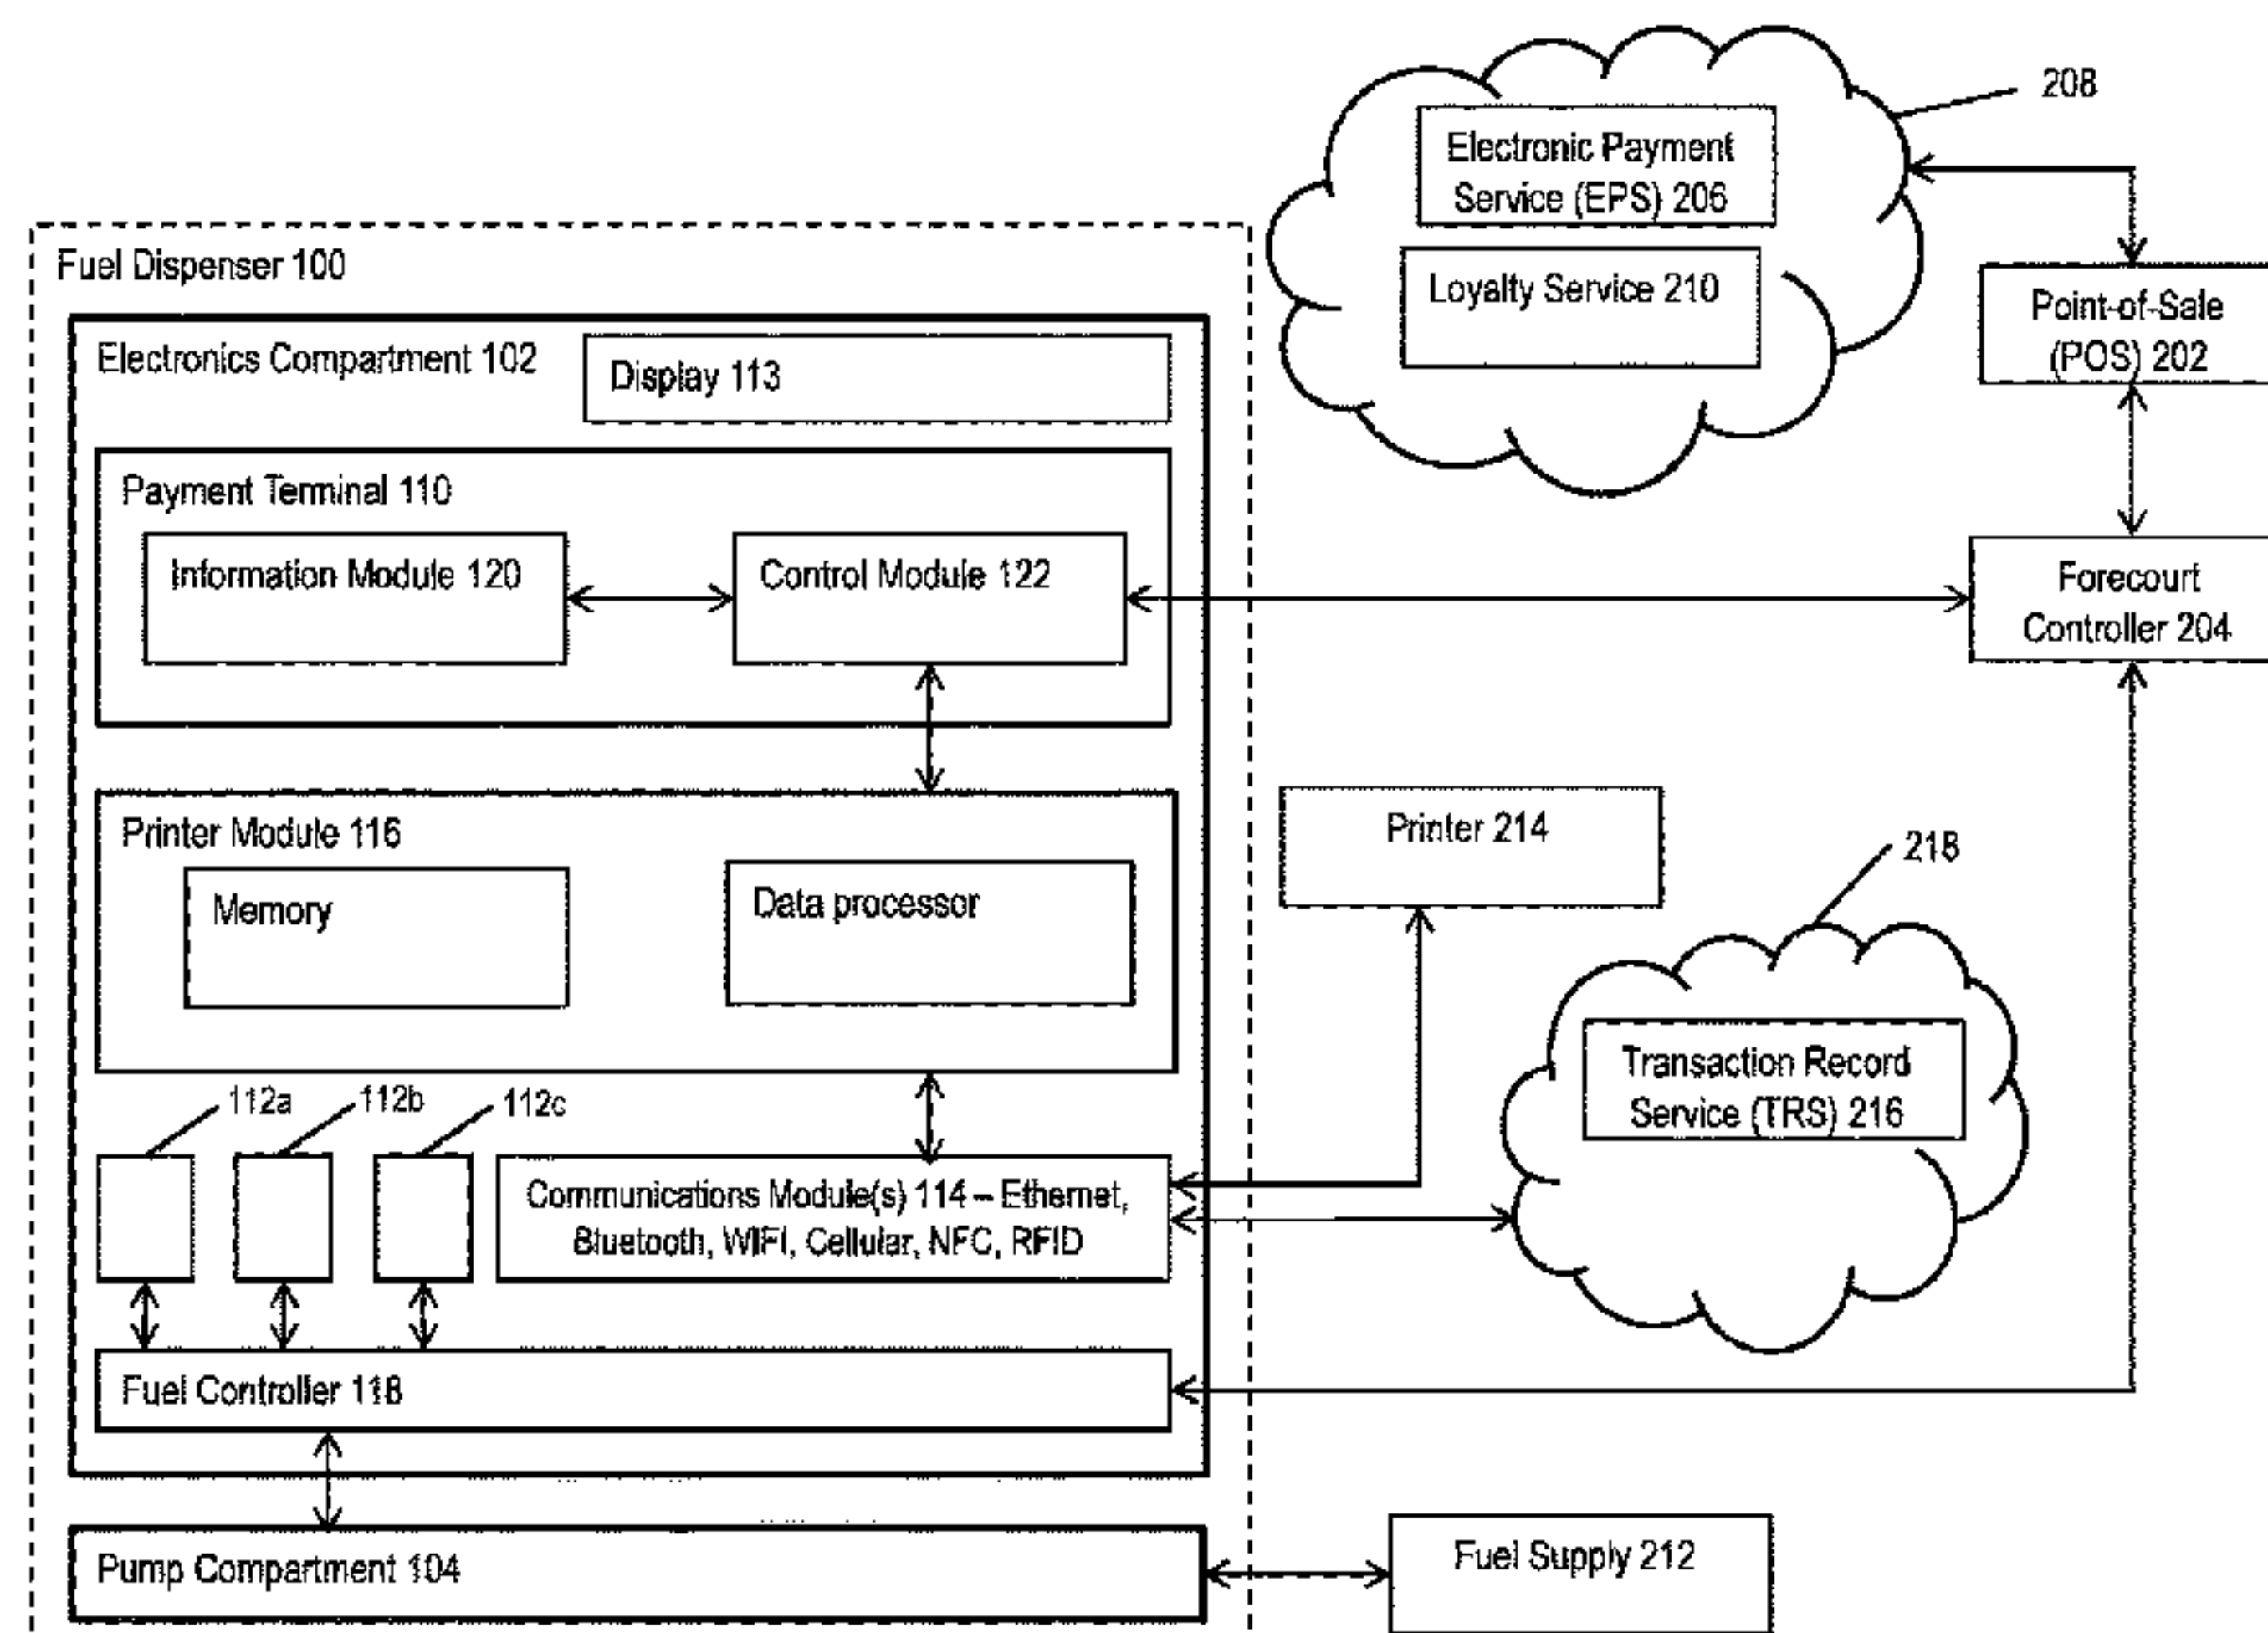 208
Electronic Payment
Service (EPS) 206
Loyalty Service 210
Point-of-Sale
(POS) 202
Forecourt
Controller 204
Fuel Dispenser 100
Electronics Compartment 102
Display 113
Payment Terminal 110
Information Module 120
Control Module 122
Printer Module 116
Memory
Data processor
Printer 214
218
Transaction Record
Service (TRS) 216
112a
112b
112c
Communications Module(s) 114 – Ethernet,
Bluetooth, WIFI, Cellular, NFC, RFID
Fuel Controller 118
Pump Compartment 104
Fuel Supply 212